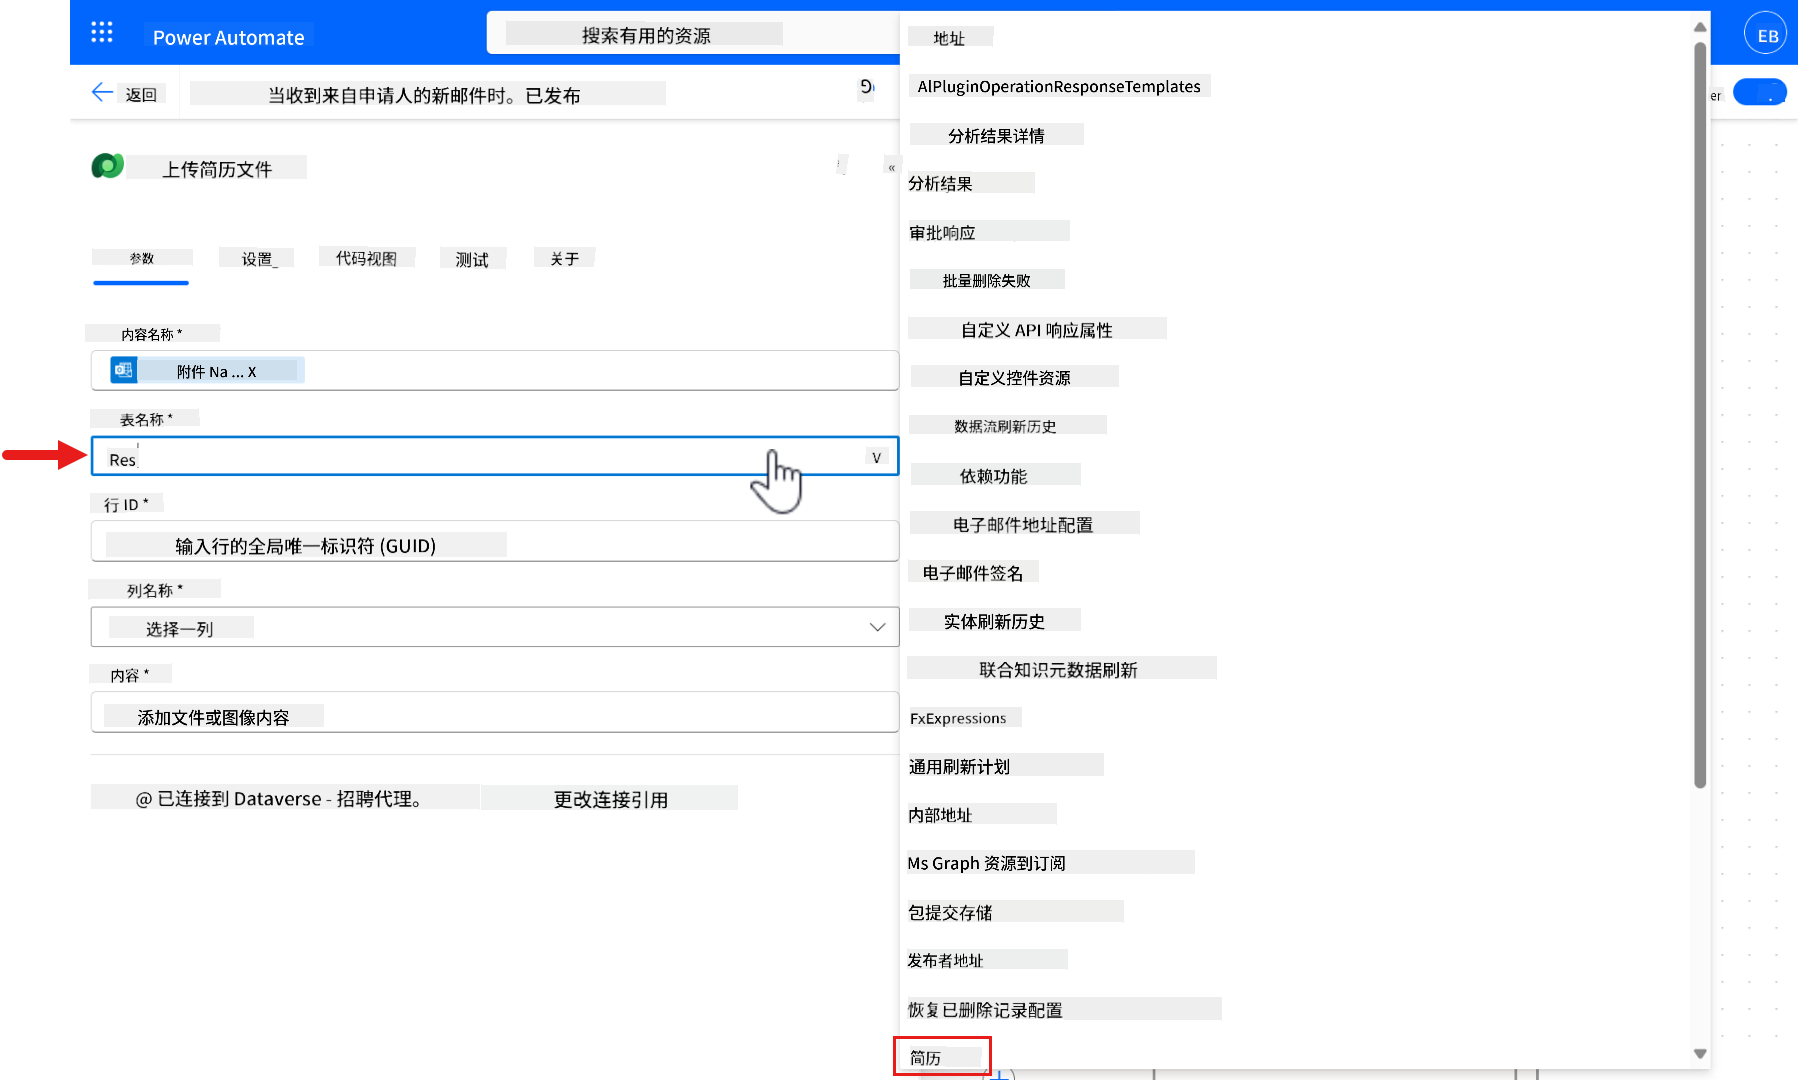 Power Automate
搜索有用的资源
EB
返回
当收到来自申请人的新邮件时。已发布
er
上传简历文件
«
参数
设置_
代码视图
测试
关于
内容名称 *
附件 Na ... X
表名称 *
Res
V
行 ID *
输入行的全局唯一标识符 (GUID)
列名称 *
选择一列
内容 *
添加文件或图像内容
@ 已连接到 Dataverse - 招聘代理。
更改连接引用
地址
AlPluginOperationResponseTemplates
分析结果详情
分析结果
审批响应
批量删除失败
自定义 API 响应属性
自定义控件资源
数据流刷新历史
依赖功能
电子邮件地址配置
电子邮件签名
实体刷新历史
联合知识元数据刷新
FxExpressions
通用刷新计划
内部地址
Ms Graph 资源到订阅
包提交存储
发布者地址
恢复已删除记录配置
简历